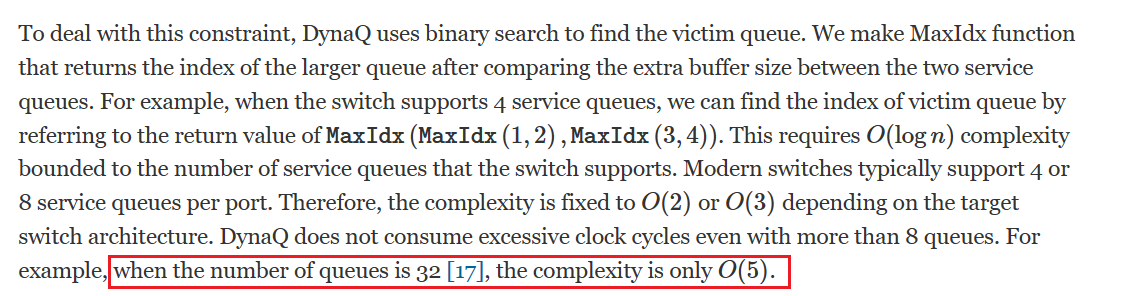 To deal with this constraint, DynaQ uses binary search to find the victim queue. We make MaxIdx function
that returns the index of the larger queue after comparing the extra buffer size between the two service
queues. For example, when the switch supports 4 service queues, we can find the index of victim queue by
referring to the return value of MaxIdx (MaxIdx (1, 2) , MaxIdx (3, 4)). This requires O(log n) complexity
bounded to the number of service queues that the switch supports. Modern switches typically support 4 or
8 service queues per port. Therefore, the complexity is fixed to O(2) or O(3) depending on the target
switch architecture. DynaQ does not consume excessive clock cycles even with more than 8 queues. For
example, when the number of queues is 32 [17], the complexity is only O(5).